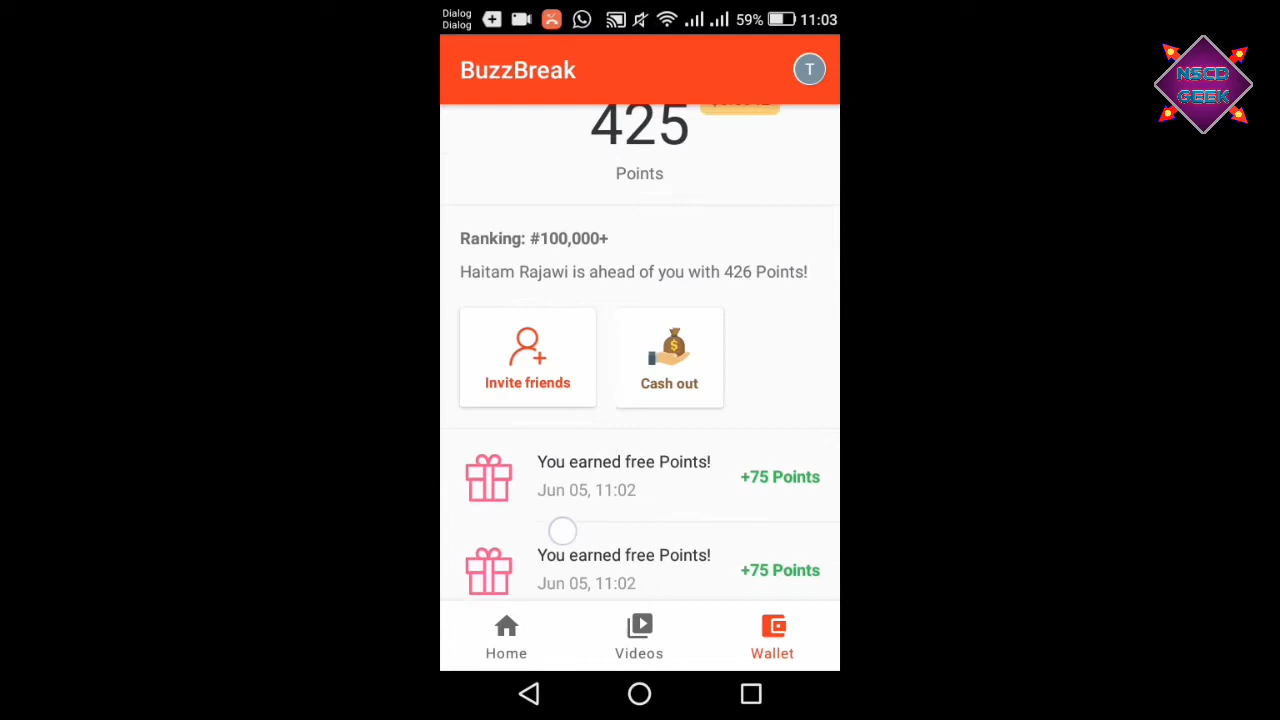 Dialog
Dialog
59%
11:03
BuzzBreak
T
NSCD
GEEK
425
Points
Ranking: #100,000+
Haitam Rajawi is ahead of you with 426 Points!
Invite friends
Cash out
You earned free Points!
+75 Points
Jun 05, 11:02
You earned free Points!
+75 Points
Jun 05, 11:02
Home
Videos
Wallet